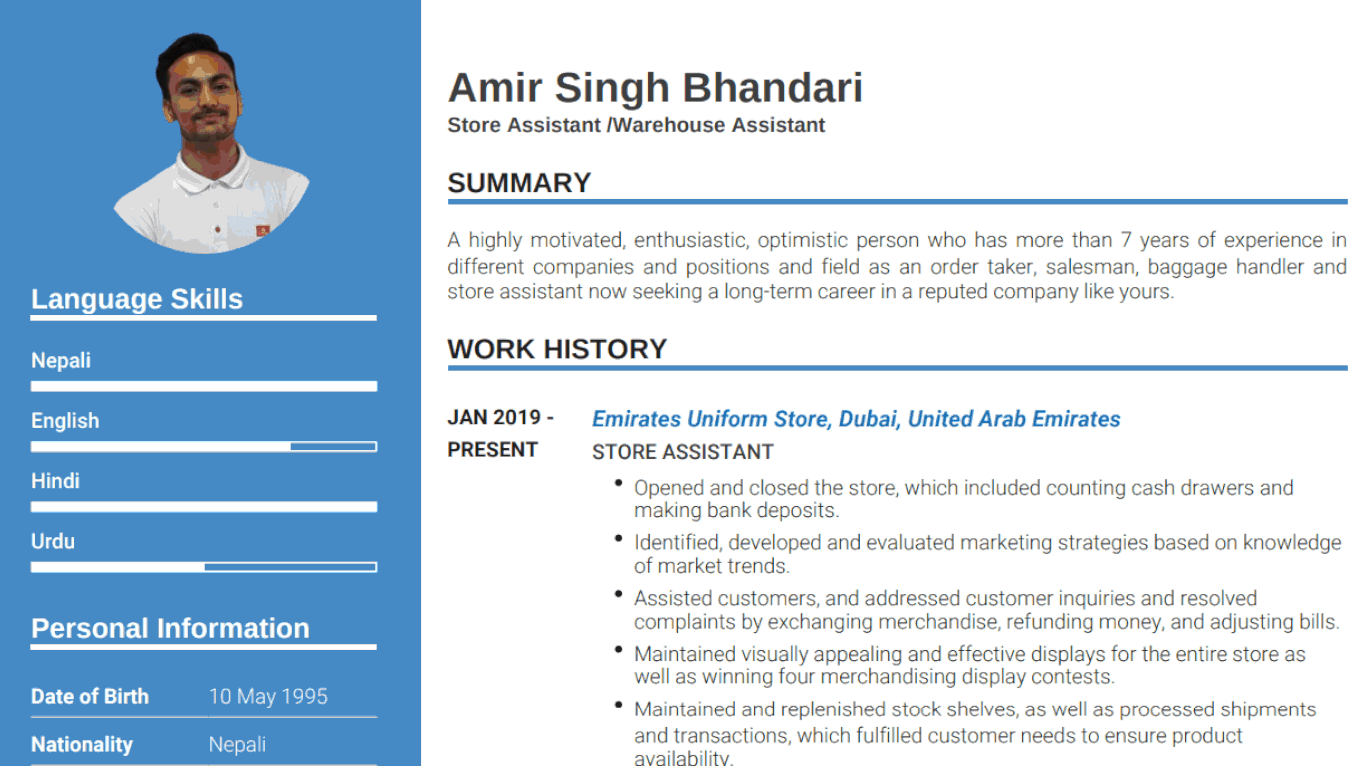 Amir Singh Bhandari
Store Assistant /Warehouse Assistant
SUMMARY
A highly motivated, enthusiastic, optimistic person who has more than 7 years of experience in
different companies and positions and field as an order taker, salesman, baggage handler and
store assistant now seeking a long-term career in a reputed company like yours.
WORK HISTORY
JAN 2019 -
PRESENT
Emirates Uniform Store, Dubai, United Arab Emirates
STORE ASSISTANT
• Opened and closed the store, which included counting cash drawers and
making bank deposits.
• Identified, developed and evaluated marketing strategies based on knowledge
of market trends.
• Assisted customers, and addressed customer inquiries and resolved
complaints by exchanging merchandise, refunding money, and adjusting bills.
• Maintained visually appealing and effective displays for the entire store as
well as winning four merchandising display contests.
• Maintained and replenished stock shelves, as well as processed shipments
and transactions, which fulfilled customer needs to ensure product
availability.
Language Skills
Nepali
English
Hindi
Urdu
Personal Information
Date of Birth 10 May 1995
Nationality Nepali